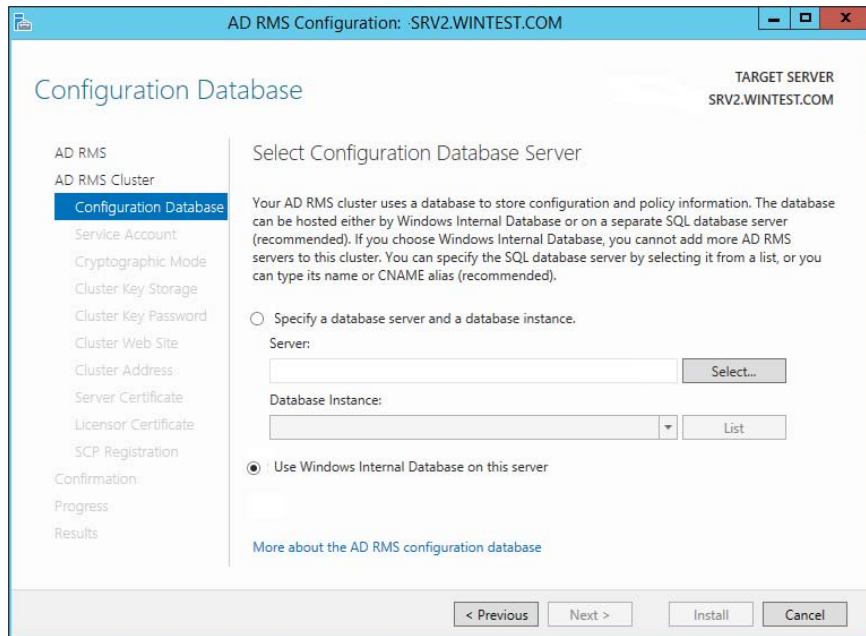 AD RMS Configuration: SRV2.WINTEST.COM
Configuration Database
TARGET SERVER
SRV2.WINTEST.COM
AD RMS
AD RMS Cluster
Configuration Database
Service Account
Cryptographic Mode
Cluster Key Storage
Cluster Key Password
Cluster Web Site
Cluster Address
Server Certificate
Licensor Certificate
SCP Registration
Confirmation
Progress
Results
Select Configuration Database Server
Your AD RMS cluster uses a database to store configuration and policy information. The database
can be hosted either by Windows Internal Database or on a separate SQL database server
(recommended). If you choose Windows Internal Database, you cannot add more AD RMS
servers to this cluster. You can specify the SQL database server by selecting it from a list, or you
can type its name or CNAME alias (recommended).
Specify a database server and a database instance.
Server:
Select...
Database Instance:
List
Use Windows Internal Database on this server
More about the AD RMS configuration database
< Previous
Next >
Install
Cancel